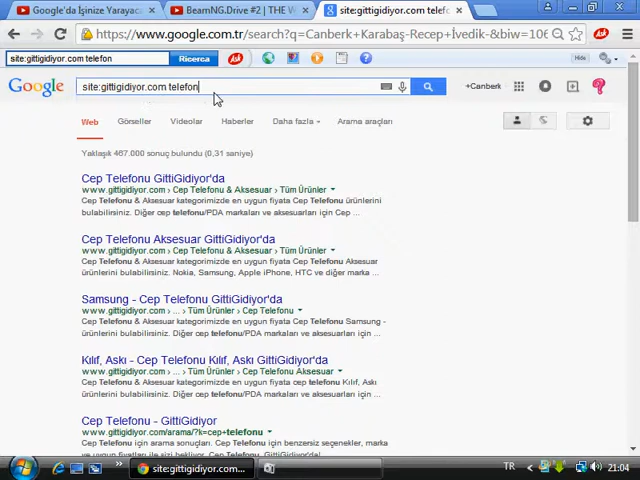 Google'da İşinize Yarayaca
BeamNG.Drive #2 | THE W
site:gittigidiyor.com telefo
https://www.google.com.tr/search?q=Canberk+Karabaş-Recep+İvedik-&biw=106
site:gittigidiyor.com telefon
Ricerca
Ask
Google
site:gittigidiyor.com telefon
+Canberk
Web
Görseller
Videolar
Haberler
Daha fazla
Arama araçları
Yaklaşık 467.000 sonuç bulundu (0,31 saniye)
Cep Telefonu GittiGidiyor'da
www.gittigidiyor.com › Cep Telefonu & Aksesuar › Tüm Ürünler
Cep Telefonu & Aksesuar kategorimizde en uygun fiyata Cep Telefonu ürünlerini
bulabilirsiniz. Diğer cep telefonu/PDA markaları ve aksesuarları için Cep ...
Cep Telefonu Aksesuar GittiGidiyor'da
www.gittigidiyor.com › Cep Telefonu & Aksesuar › Tüm Ürünler
Cep Telefonu & Aksesuar kategorimizde en uygun fiyata Cep Telefonu Aksesuar
ürünlerini bulabilirsiniz. Nokia, Samsung, Apple iPhone, HTC ve diğer marka ...
Samsung - Cep Telefonu GittiGidiyor'da
www.gittigidiyor.com › ... › Tüm Ürünler › Cep Telefonu
Cep Telefonu & Aksesuar kategorimizde en uygun fiyata Cep Telefonu Samsung -
ürünlerini bulabilirsiniz. Diğer cep telefonu/PDA markaları ve aksesuarları için ...
Kılıf, Askı - Cep Telefonu Kılıf, Askı GittiGidiyor'da
www.gittigidiyor.com › ... › Tüm Ürünler › Cep Telefonu Aksesuar
Cep Telefonu & Aksesuar kategorimizde en uygun fiyata Cep telefonu Kılıf, Askı
ürünlerini bulabilirsiniz. Diğer cep telefonu/PDA markaları ve aksesuarları için ...
Cep Telefonu - GittiGidiyor
www.gittigidiyor.com/arama/?k=cep+telefonu
Cep Telefonu için arama sonuçları. Cep Telefonu için benzersiz seçenekler, marka
site:gittigidiyor.com...
TR
21:04